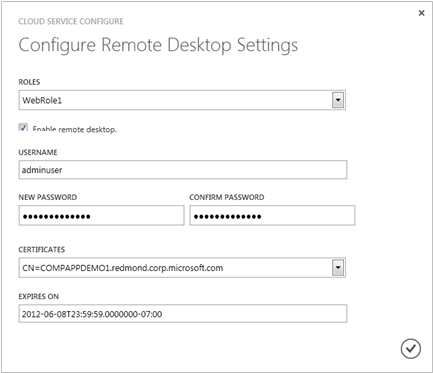 CLOUD SERVICE CONFIGURE
Configure Remote Desktop Settings
ROLES
WebRole1
Enable remote desktop.
USERNAME
adminuser
NEW PASSWORD CONFIRM PASSWORD
●●●●●●●●●●●●● ●●●●●●●●●●●●●
CERTIFICATES
CN=COMPAPPDEMO1.redmond.corp.microsoft.com
EXPIRES ON
2012-06-08T23:59:59.0000000-07:00